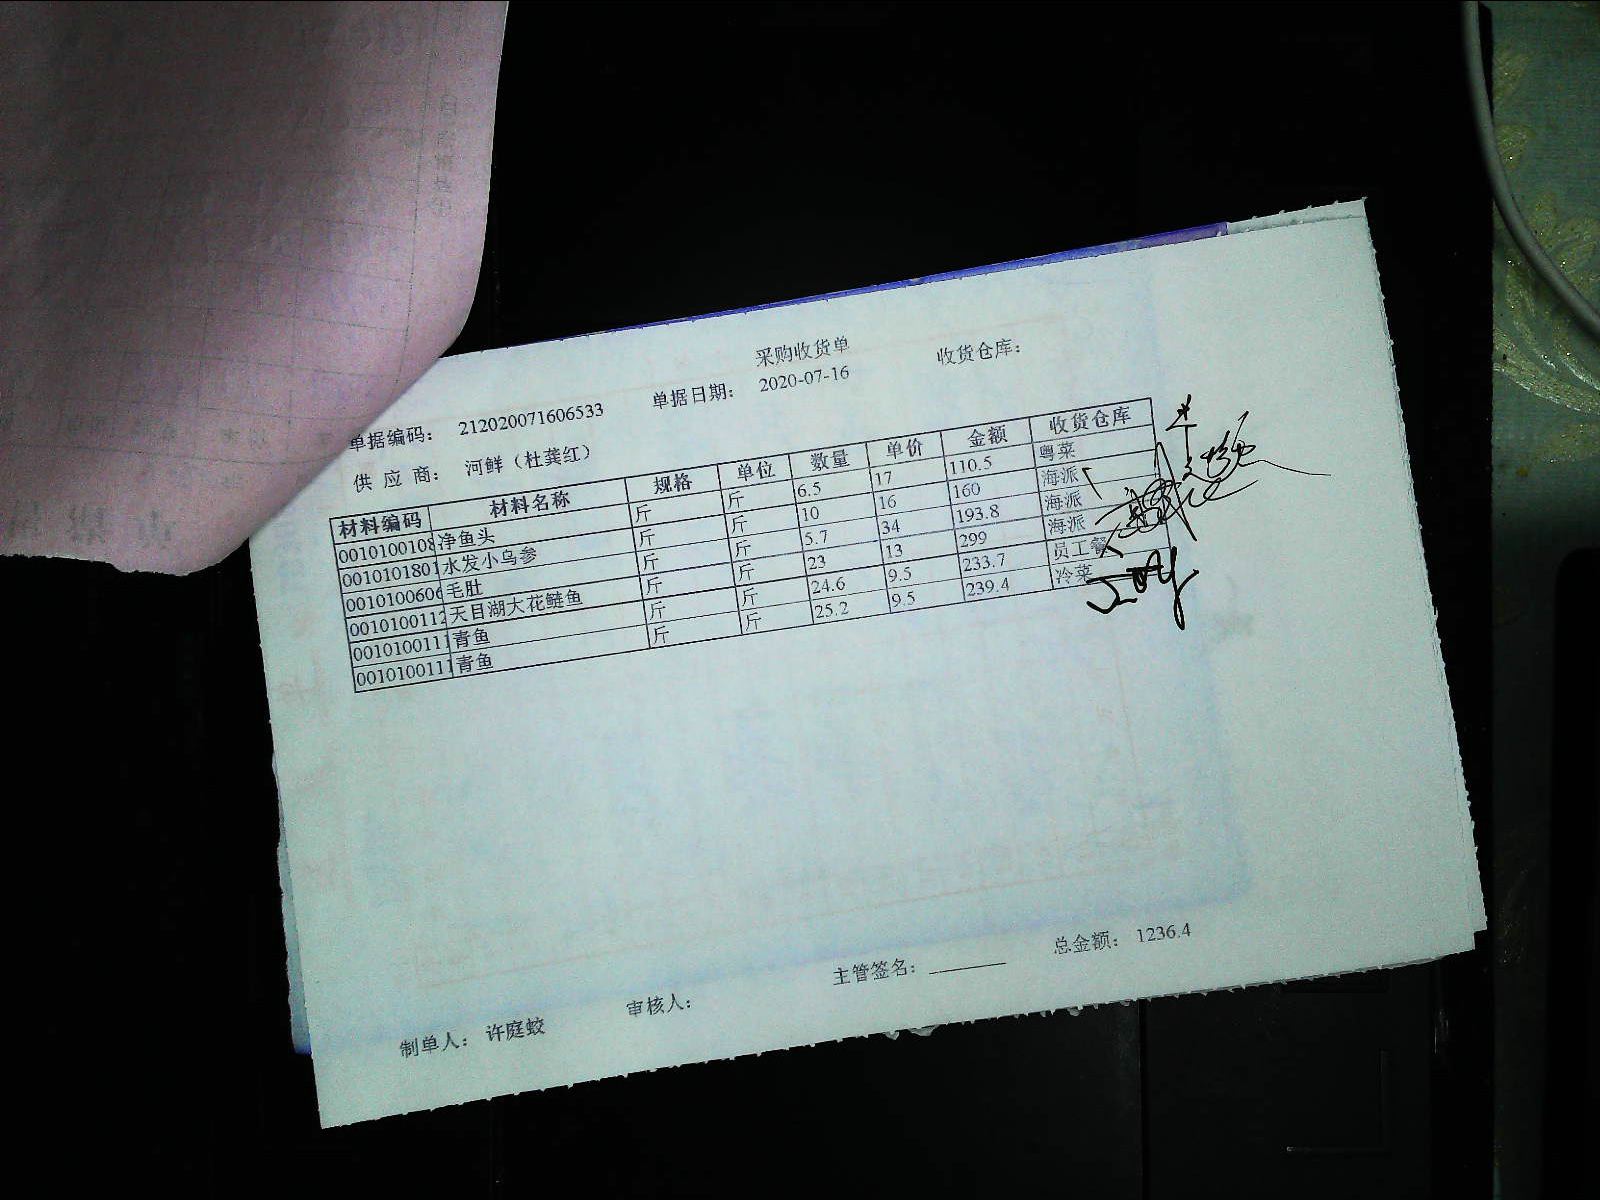 采购收货单
单据编码： 212020071606533 单据日期： 2020-07-16 收货仓库：
供 应 商： 河鲜（杜龚红）
材料编码 材料名称 规格 单位 数量 单价 金额 收货仓库
0010100108 净鱼头 斤 斤 6.5 17 110.5 粤菜
0010101801 水发小乌参 斤 斤 10 16 160 海派
0010100606 毛肚 斤 斤 5.7 34 193.8 海派
0010100112 天目湖大花鲢鱼 斤 斤 23 13 299 海派
0010100111 青鱼 斤 斤 24.6 9.5 233.7 员工餐
0010100111 青鱼 斤 斤 25.2 9.5 239.4 冷菜
制单人： 许庭蛟 审核人： 主管签名： 总金额： 1236.4